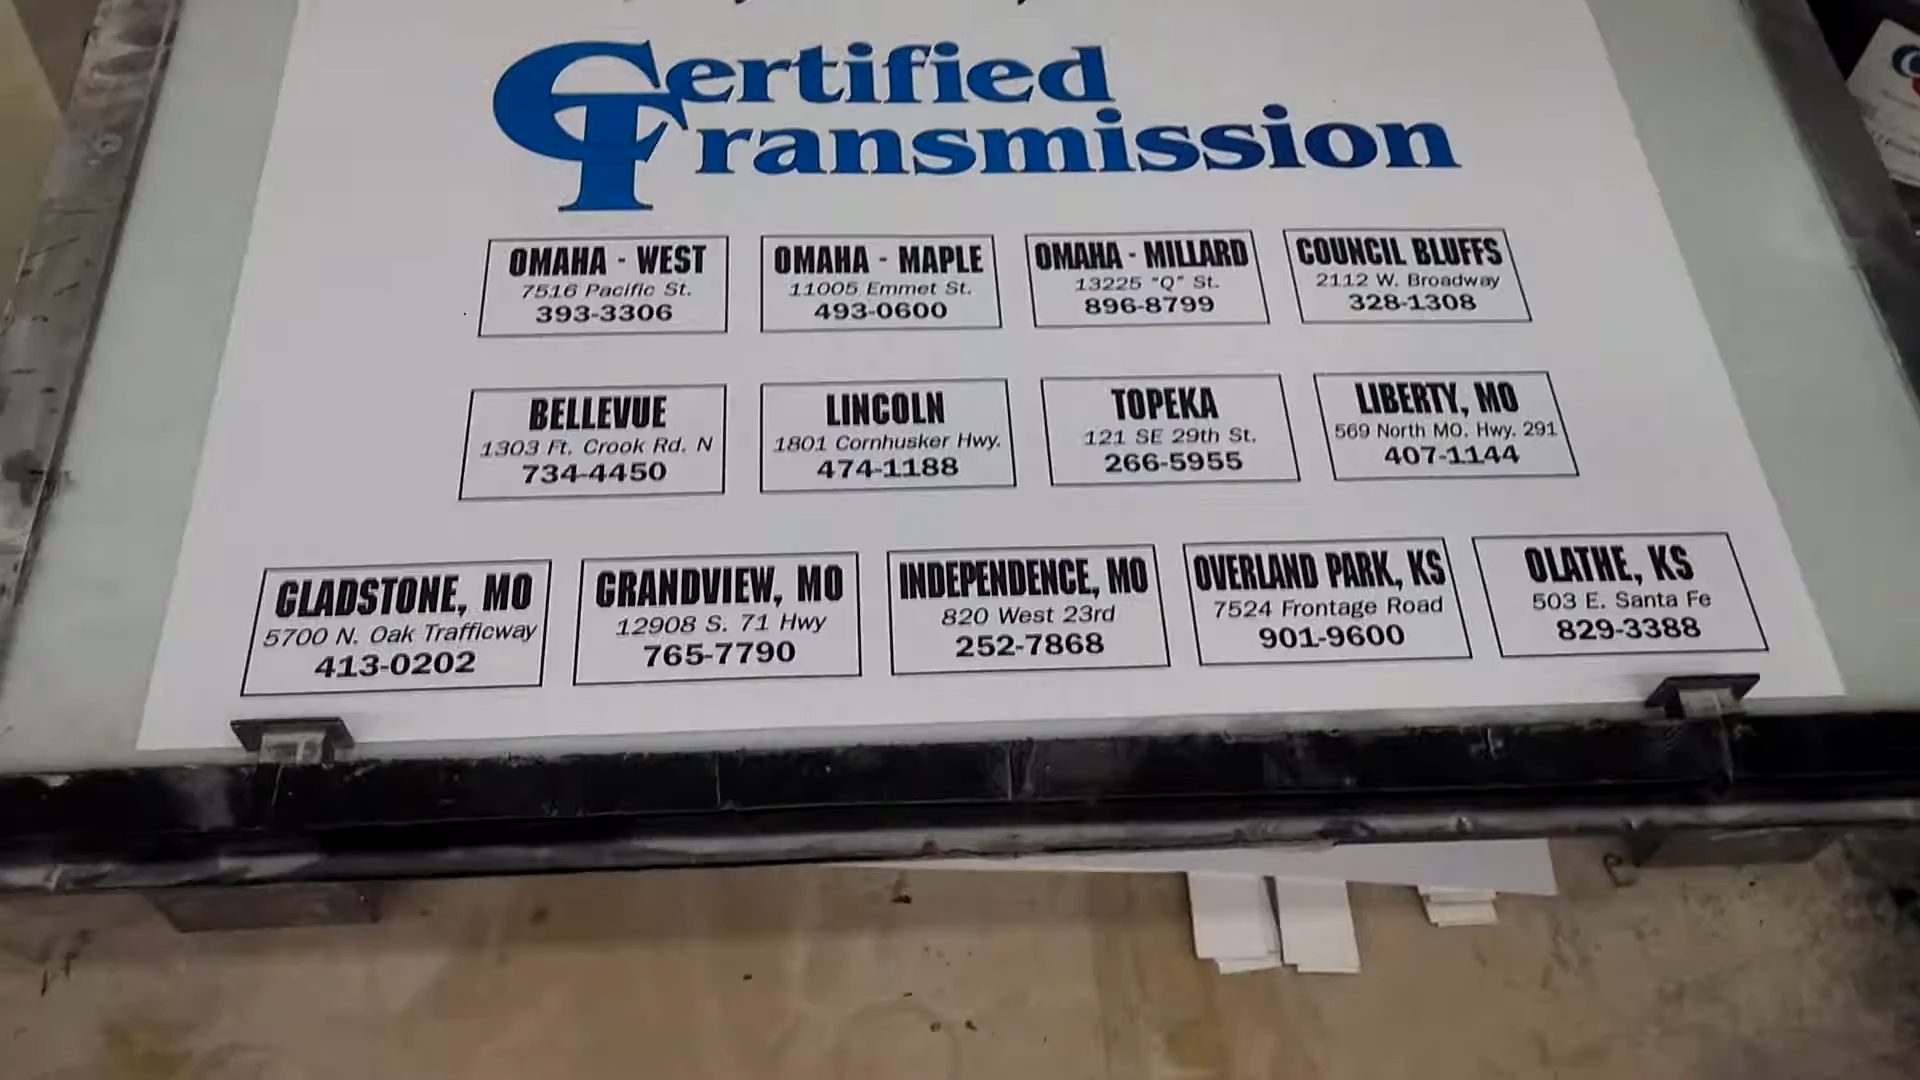 Certified
Transmission
OMAHA - WEST
7516 Pacific St.
393-3306
OMAHA - MAPLE
11005 Emmet St.
493-0600
OMAHA - MILLARD
13225 "Q" St.
896-8799
COUNCIL BLUFFS
2112 W. Broadway
328-1308
BELLEVUE
1303 Ft. Crook Rd. N
734-4450
LINCOLN
1801 Cornhusker Hwy.
474-1188
TOPEKA
121 SE 29th St.
266-5955
LIBERTY, MO
569 North MO. Hwy. 291
407-1144
GLADSTONE, MO
5700 N. Oak Trafficway
413-0202
GRANDVIEW, MO
12908 S. 71 Hwy
765-7790
INDEPENDENCE, MO
820 West 23rd
252-7868
OVERLAND PARK, KS
7524 Frontage Road
901-9600
OLATHE, KS
503 E. Santa Fe
829-3388